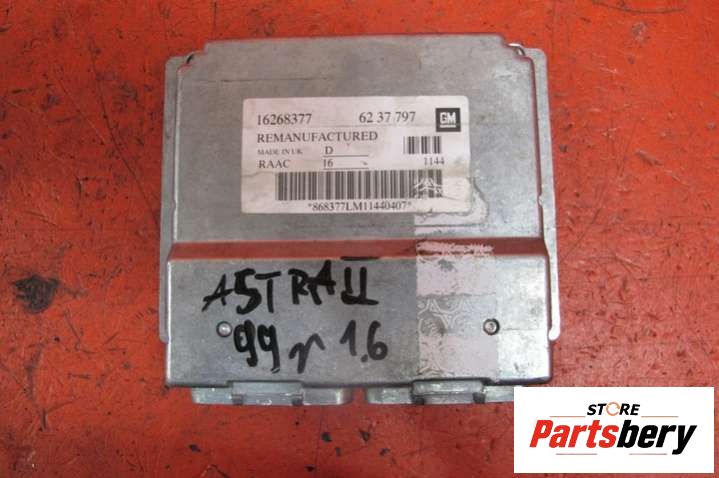 16268377 62 37 797 GM
REMANUFACTURED
MADE IN UK D
RAAC 16 1144
*868377LM11440407*
ASTRA II
99 г 1.6
STORE
Partsbery